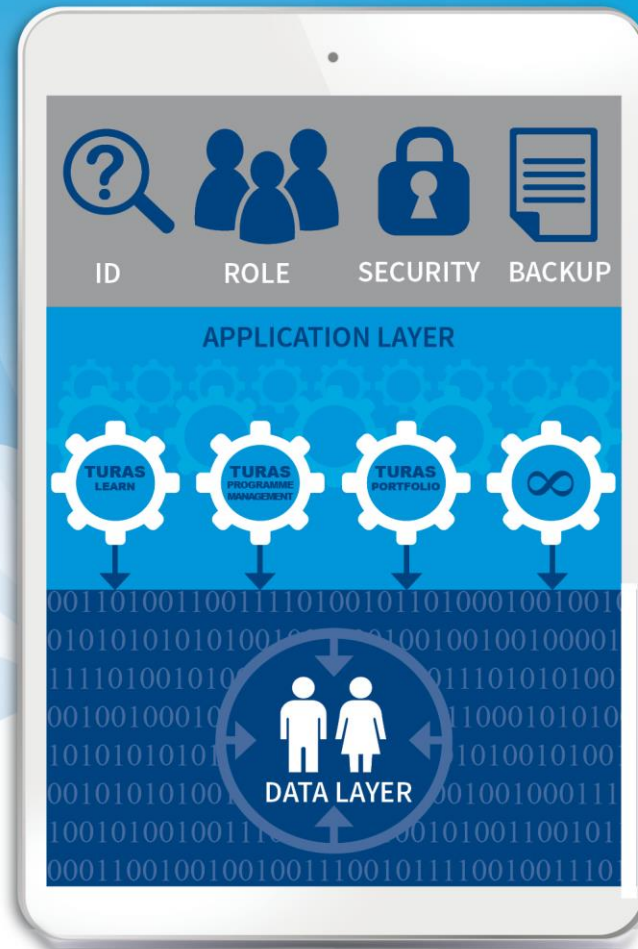 ?
ID ROLE SECURITY BACKUP
APPLICATION LAYER
TURAS
LEARN
TURAS
PROGRAMME
MANAGEMENT
TURAS
PORTFOLIO
∞
DATA LAYER